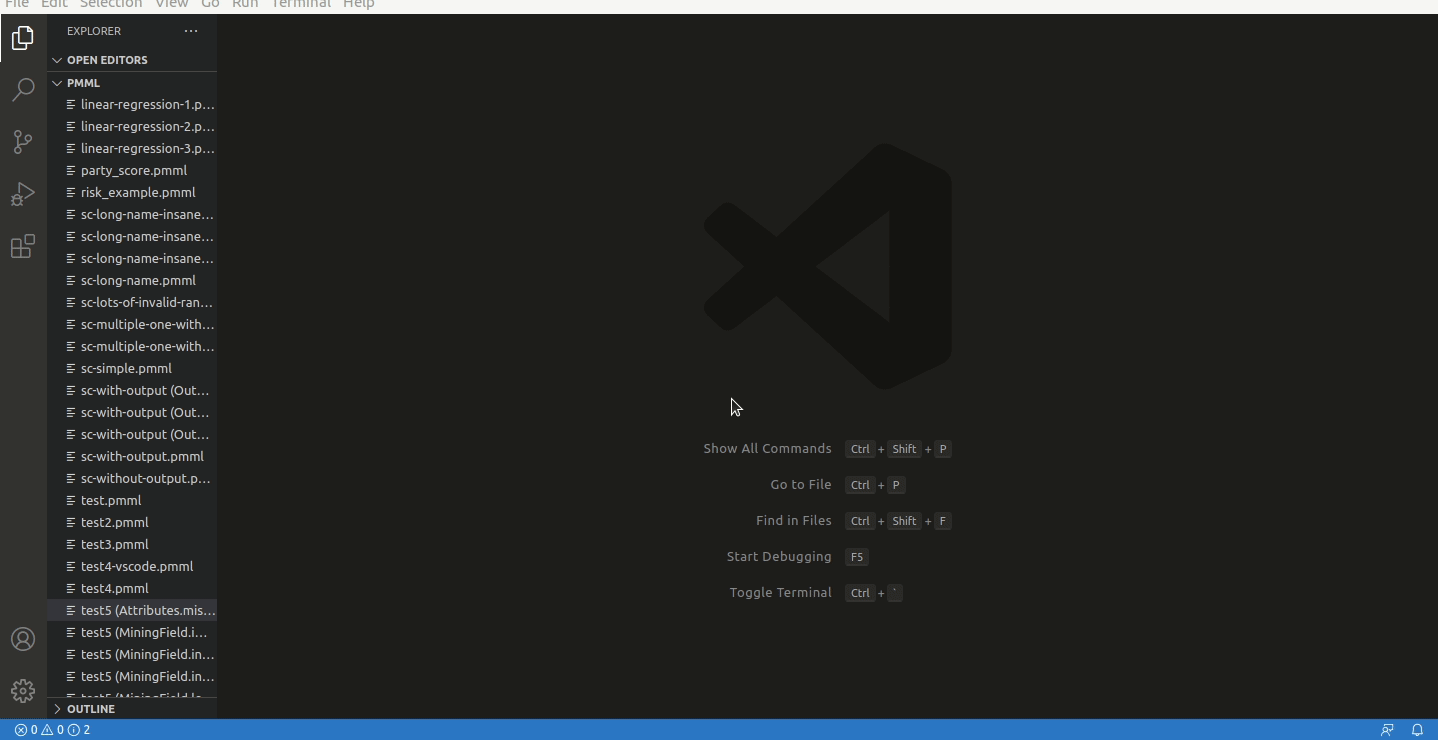 File Edit Selection View Go Run Terminal Help
EXPLORER ···
OPEN EDITORS
PMML
linear-regression-1.p...
linear-regression-2.p...
linear-regression-3.p...
party_score.pmml
risk_example.pmml
sc-long-name-insane...
sc-long-name-insane...
sc-long-name-insane...
sc-long-name.pmml
sc-lots-of-invalid-ran...
sc-multiple-one-with...
sc-multiple-one-with...
sc-simple.pmml
sc-with-output (Out...
sc-with-output (Out...
sc-with-output (Out...
sc-with-output.pmml
sc-without-output.p...
test.pmml
test2.pmml
test3.pmml
test4-vscode.pmml
test4.pmml
test5 (Attributes.mis...
test5 (MiningField.i...
test5 (MiningField.in...
test5 (MiningField.in...
test5 (MiningField.lo...
OUTLINE
Show All Commands Ctrl + Shift + P
Go to File Ctrl + P
Find in Files Ctrl + Shift + F
Start Debugging F5
Toggle Terminal Ctrl + `
0 0 2